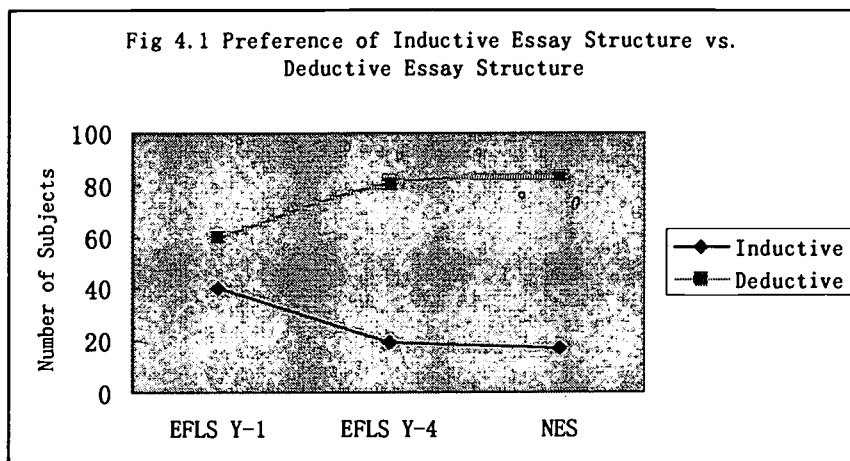 Fig 4.1 Preference of Inductive Essay Structure vs.
Deductive Essay Structure
100
80
60
40
20
0
Number of Subjects
EFLS Y-1
EFLS Y-4
NES
Inductive
Deductive